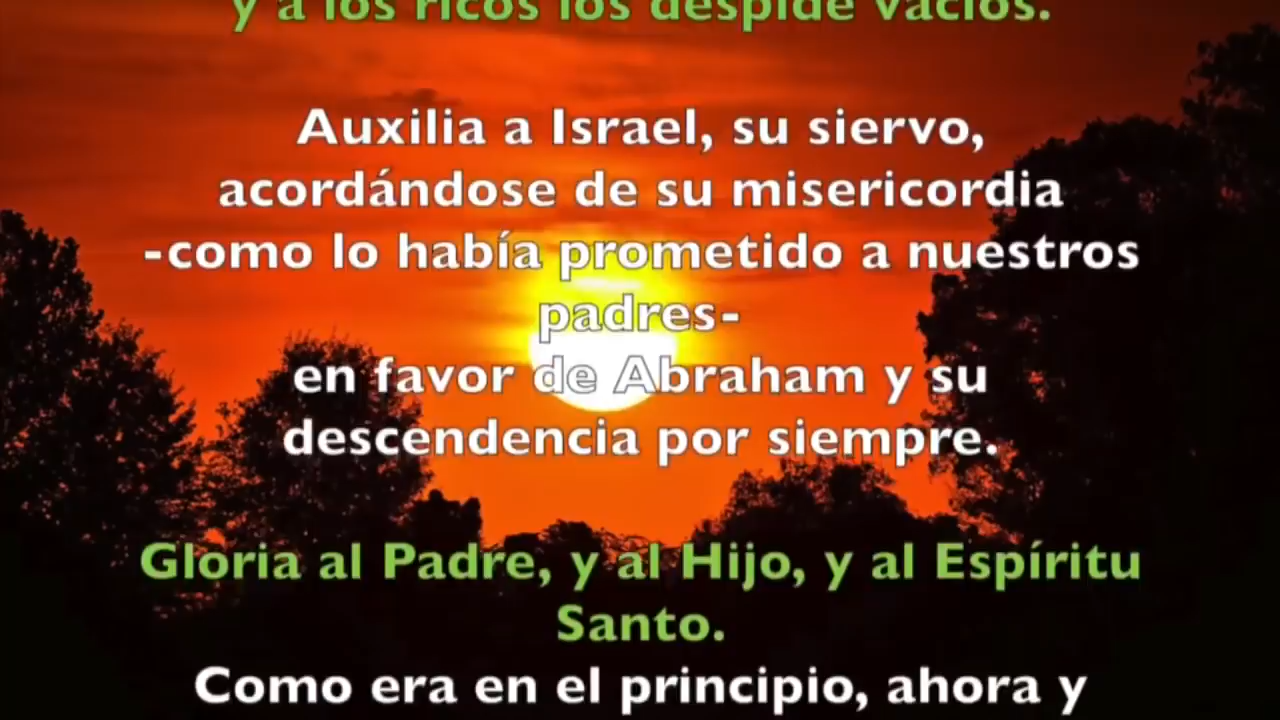 y a los ricos los despide vacíos.
Auxilia a Israel, su siervo,
acordándose de su misericordia
-como lo había prometido a nuestros
padres-
en favor de Abraham y su
descendencia por siempre.
Gloria al Padre, y al Hijo, y al Espíritu
Santo.
Como era en el principio, ahora y